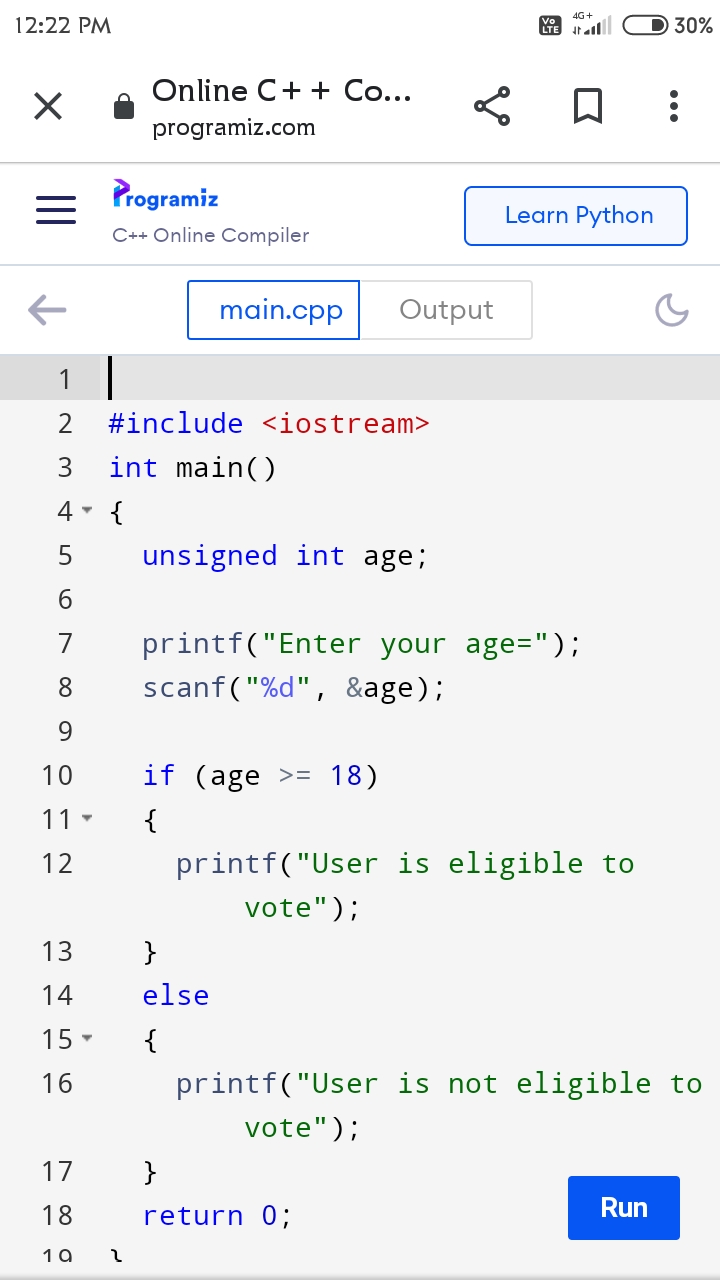 12:22 PM
Vo LTE 4G+ 30%
Online C++ Co...
programiz.com
Programiz
C++ Online Compiler
Learn Python
main.cpp Output
1
2 #include <iostream>
3 int main()
4 {
5 unsigned int age;
6
7 printf("Enter your age=");
8 scanf("%d", &age);
9
10 if (age >= 18)
11 {
12 printf("User is eligible to
vote");
13 }
14 else
15 {
16 printf("User is not eligible to
vote");
17 }
18 return 0;
19 }
Run